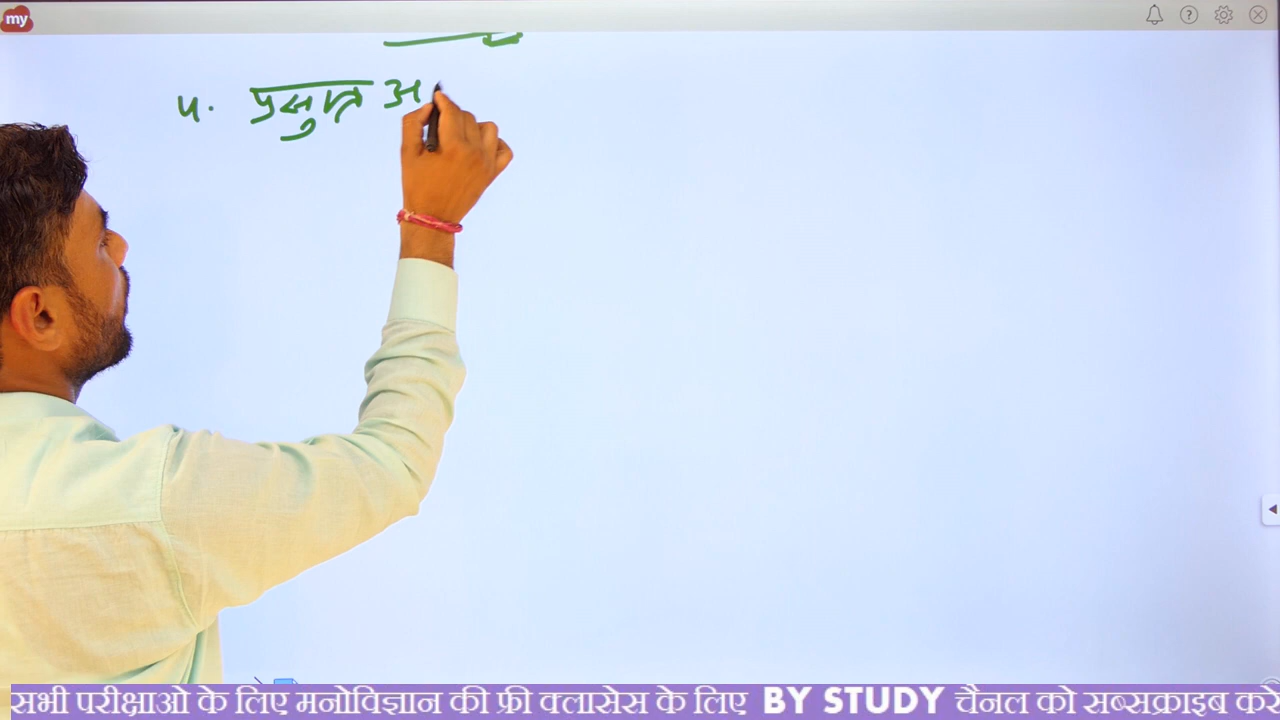 my
५. प्रसुप्त अ
सभी परीक्षाओ के लिए मनोविज्ञान की फ्री क्लासेस के लिए BY STUDY चैनल को सब्सक्राइब करे